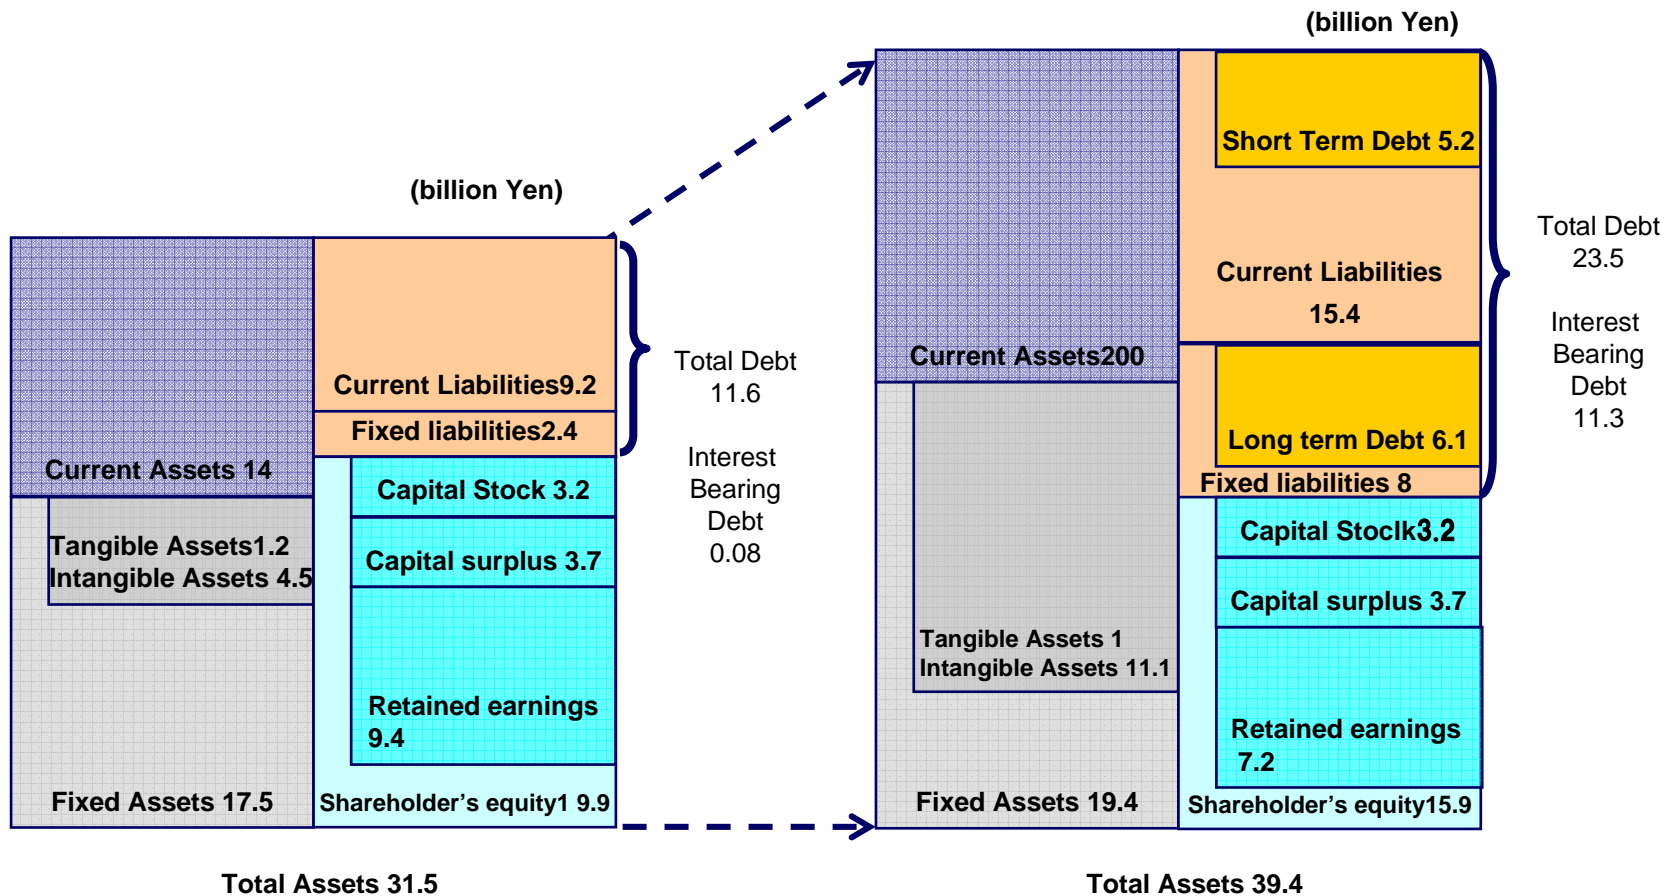 (billion Yen)
Current Liabilities9.2
Fixed liabilities2.4
Current Assets 14
Capital Stock 3.2
Tangible Assets1.2
Intangible Assets 4.5
Capital surplus 3.7
Retained earnings
9.4
Fixed Assets 17.5
Shareholder's equity1 9.9
Total Debt
11.6
Interest
Bearing
Debt
0.08
Total Assets 31.5
(billion Yen)
Short Term Debt 5.2
Current Liabilities
15.4
Current Assets200
Long term Debt 6.1
Fixed liabilities 8
Capital Stoclk3.2
Capital surplus 3.7
Tangible Assets 1
Intangible Assets 11.1
Retained earnings
7.2
Fixed Assets 19.4
Shareholder's equity15.9
Total Debt
23.5
Interest
Bearing
Debt
11.3
Total Assets 39.4